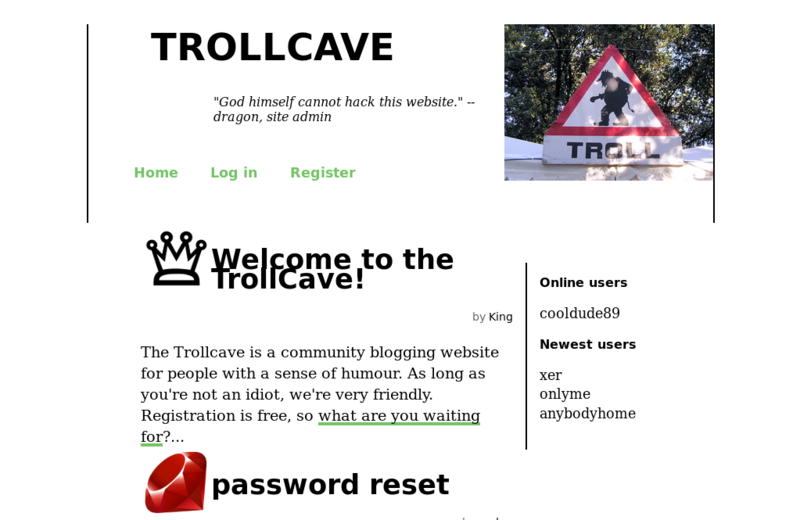 TROLLCAVE
"God himself cannot hack this website." --
dragon, site admin
TROLL
Home Log in Register
Welcome to the
TrollCave!
by King
The Trollcave is a community blogging website
for people with a sense of humour. As long as
you're not an idiot, we're very friendly.
Registration is free, so what are you waiting
for?...
password reset
Online users
cooldude89
Newest users
xer
onlyme
anybodyhome